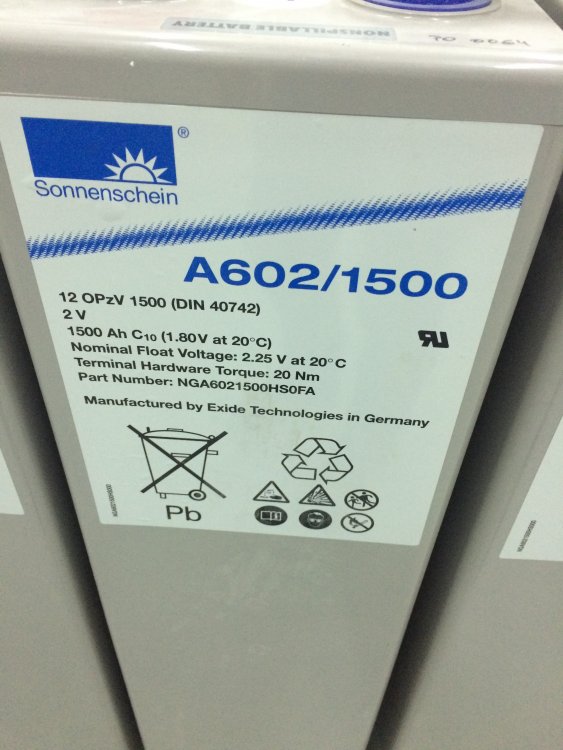 NONSPILLABLE BATTERY
Sonnenschein®
A602/1500
12 OPzV 1500 (DIN 40742)
2 V
1500 Ah C10 (1.80V at 20°C)
Nominal Float Voltage: 2.25 V at 20°C
Terminal Hardware Torque: 20 Nm
Part Number: NGA6021500HS0FA
Manufactured by Exide Technologies in Germany
Pb